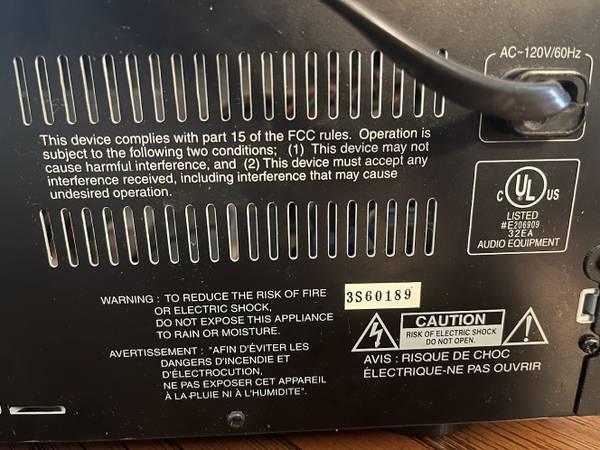 AC~120V/60Hz
This device complies with part 15 of the FCC rules. Operation is
subject to the following two conditions; (1) This device may not
cause harmful interference, and (2) This device must accept any
interference received, including interference that may cause
undesired operation.
C UL US
LISTED
#E206909
32EA
AUDIO EQUIPMENT
WARNING : TO REDUCE THE RISK OF FIRE
OR ELECTRIC SHOCK,
DO NOT EXPOSE THIS APPLIANCE
TO RAIN OR MOISTURE.
AVERTISSEMENT : "AFIN D'ÉVITER LES
DANGERS D'INCENDIE ET
D'ÉLECTROCUTION,
NE PAS EXPOSER CET APPAREIL
À LA PLUIE NI À L'HUMIDITE".
3S60189
CAUTION
RISK OF ELECTRIC SHOCK
DO NOT OPEN.
AVIS : RISQUE DE CHOC
ÉLECTRIQUE-NE PAS OUVRIR